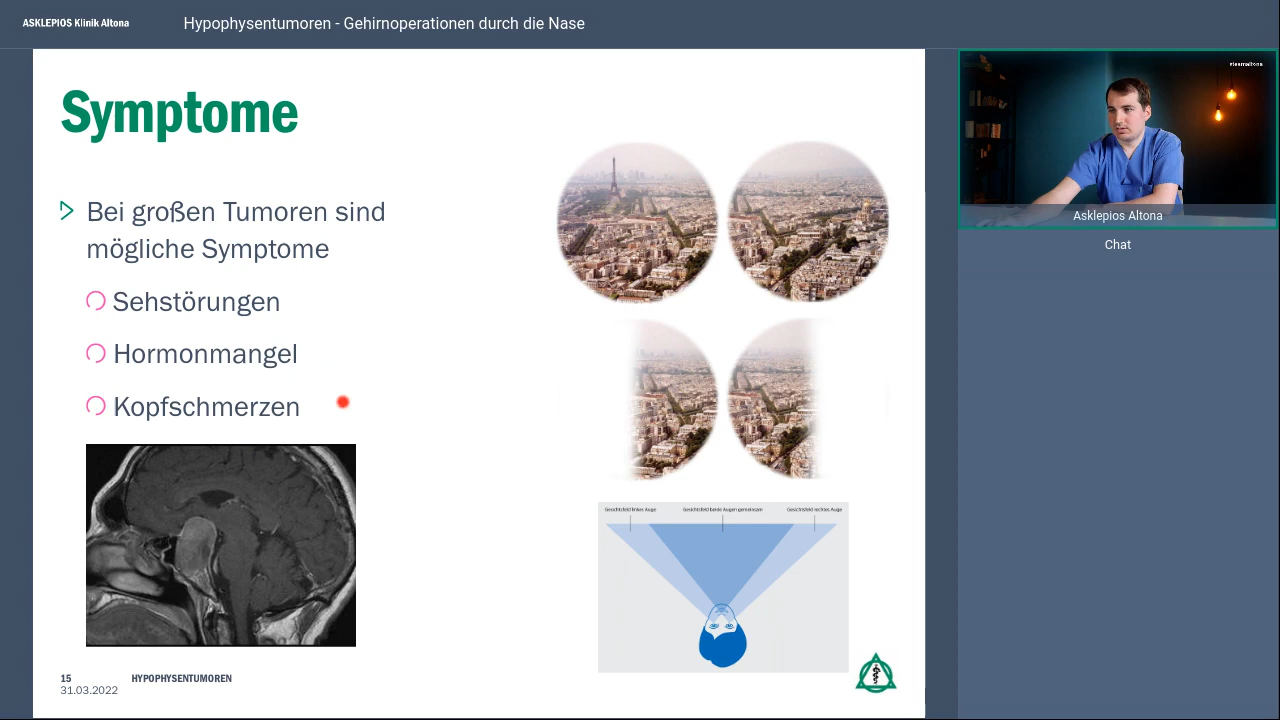 ASKLEPIOS Klinik Altona
Hypophysentumoren - Gehirnoperationen durch die Nase
#teamaltona
Asklepios Altona
Chat
Symptome
Bei großen Tumoren sind
mögliche Symptome
Sehstörungen
Hormonmangel
Kopfschmerzen
Gesichtsfeld linkes Auge
Gesichtsfeld beide Augen gemeinsam
Gesichtsfeld rechtes Auge
15
HYPOPHYSENTUMOREN
31.03.2022